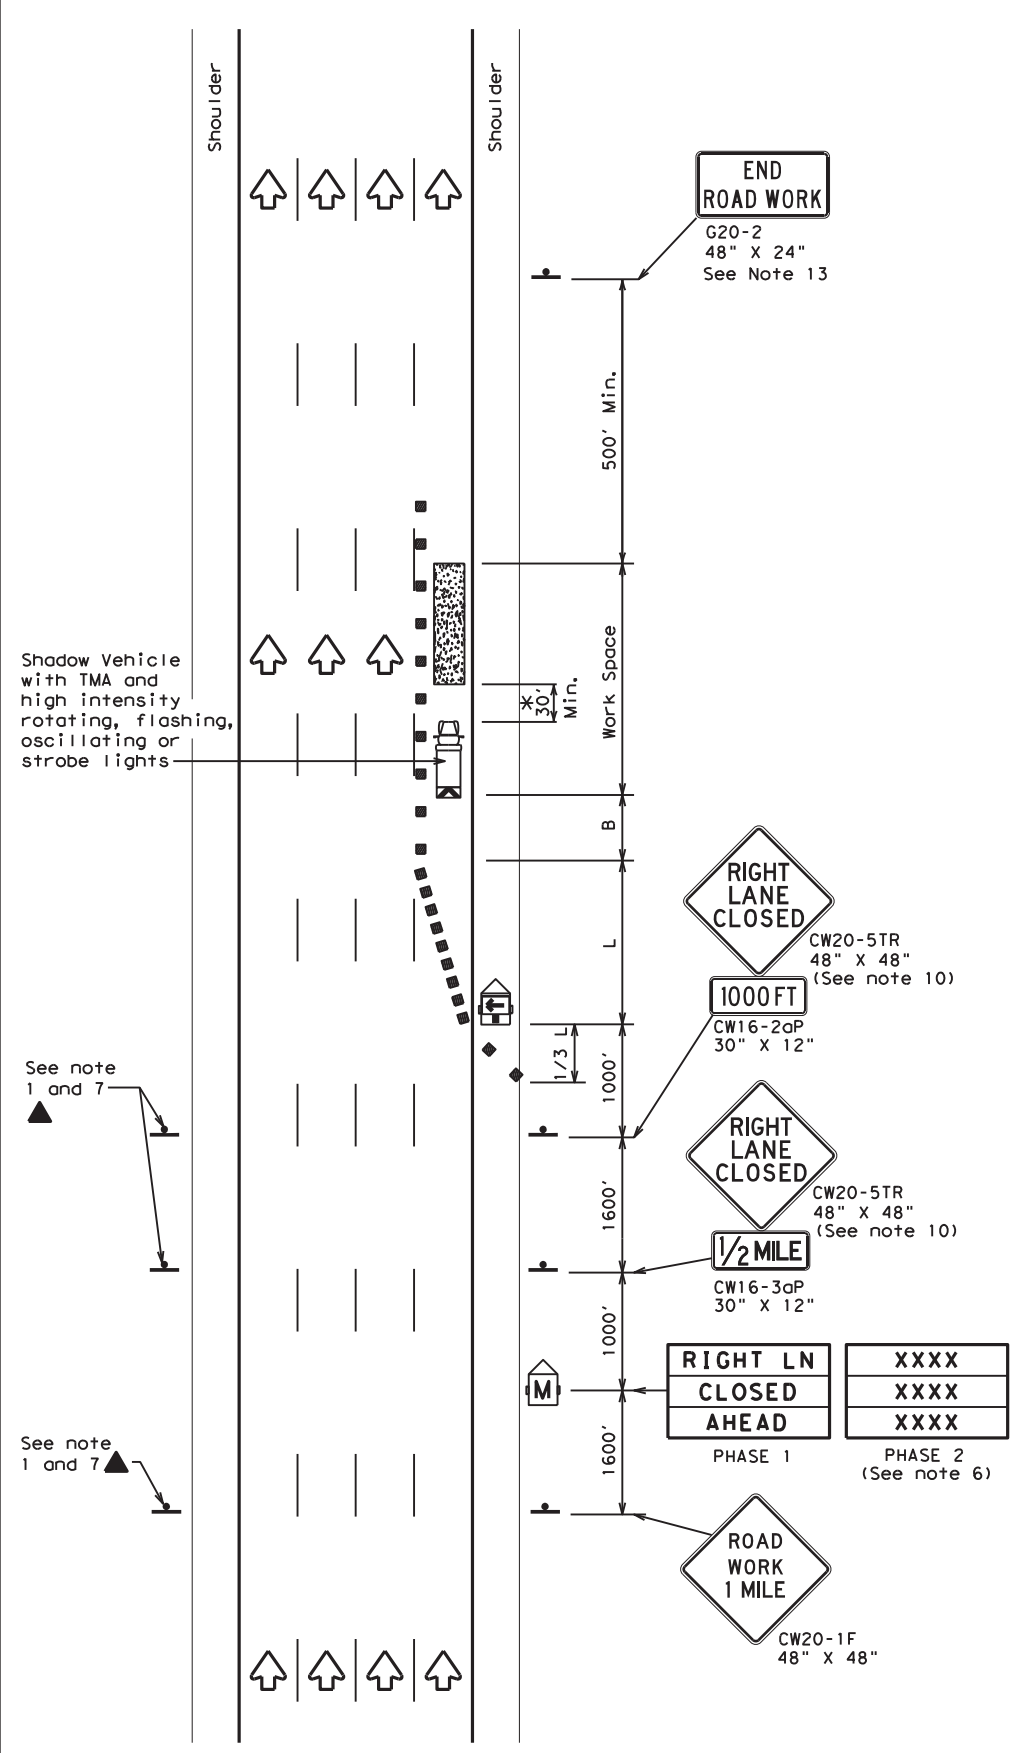 Shoulder
Shoulder
END
ROAD WORK
G20-2
48" X 24"
See Note 13
500' Min.
Shadow Vehicle
with TMA and
high intensity
rotating, flashing,
oscillating or
strobe lights
Work Space
*
30'
Min.
B
L
RIGHT
LANE
CLOSED
CW20-5TR
48" X 48"
(See note 10)
1000 FT
CW16-2aP
30" X 12"
1/3 L
1000'
See note
1 and 7
RIGHT
LANE
CLOSED
CW20-5TR
48" X 48"
(See note 10)
1/2 MILE
CW16-3aP
30" X 12"
1600'
1000'
M
RIGHT LN
CLOSED
AHEAD
PHASE 1
XXXX
XXXX
XXXX
PHASE 2
(See note 6)
See note
1 and 7
1600'
ROAD
WORK
1 MILE
CW20-1F
48" X 48"